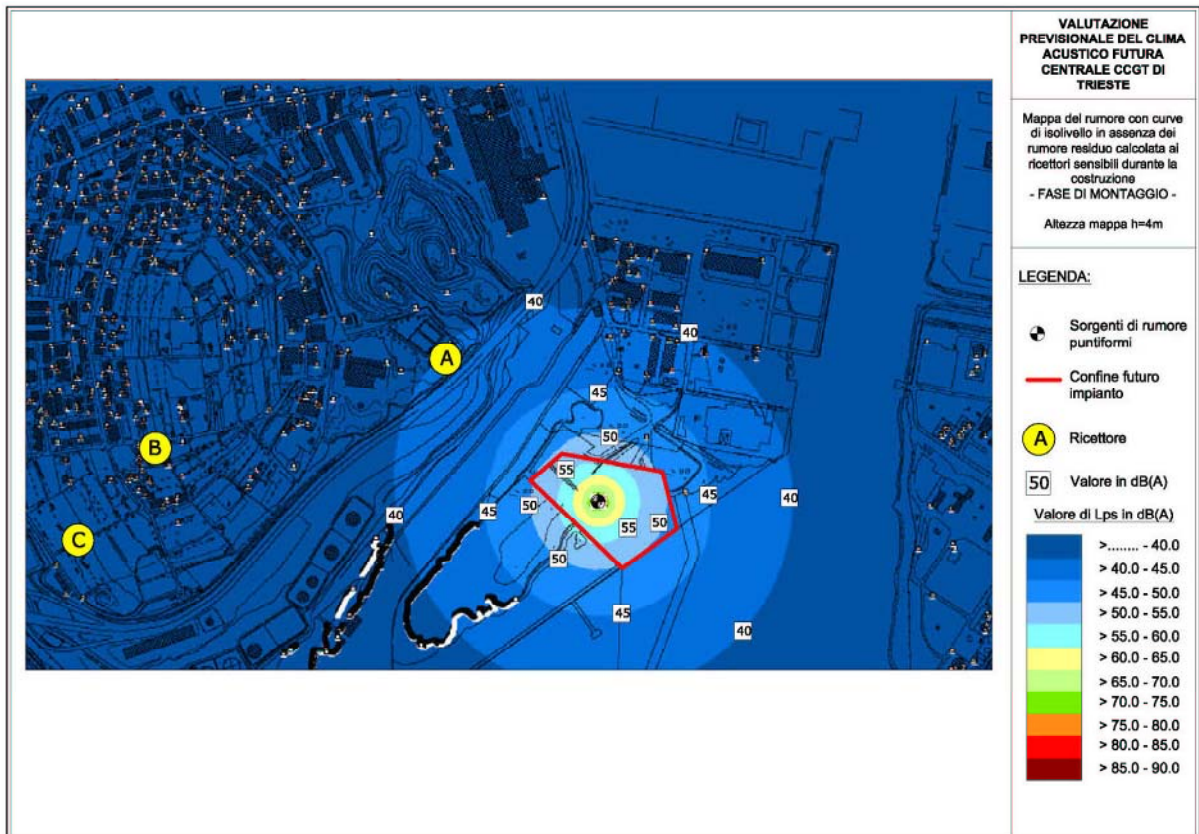 VALUTAZIONE
PREVISIONALE DEL CLIMA
ACUSTICO FUTURA
CENTRALE CCGT DI
TRIESTE
Mappa del rumore con curve
di isolivello in assenza dei
rumore residuo calcolata ai
ricettori sensibili durante la
costruzione
- FASE DI MONTAGGIO -
Altezza mappa h=4m
LEGENDA:
Sorgenti di rumore
puntiformi
Confine futuro
impianto
A
Ricettore
50
Valore in dB(A)
Valore di Lps in dB(A)
>........ - 40.0
> 40.0 - 45.0
> 45.0 - 50.0
> 50.0 - 55.0
> 55.0 - 60.0
> 60.0 - 65.0
> 65.0 - 70.0
> 70.0 - 75.0
> 75.0 - 80.0
> 80.0 - 85.0
> 85.0 - 90.0
40
40
A
45
50
B
55
45
40
50
50
40
45
55
C
50
45
40